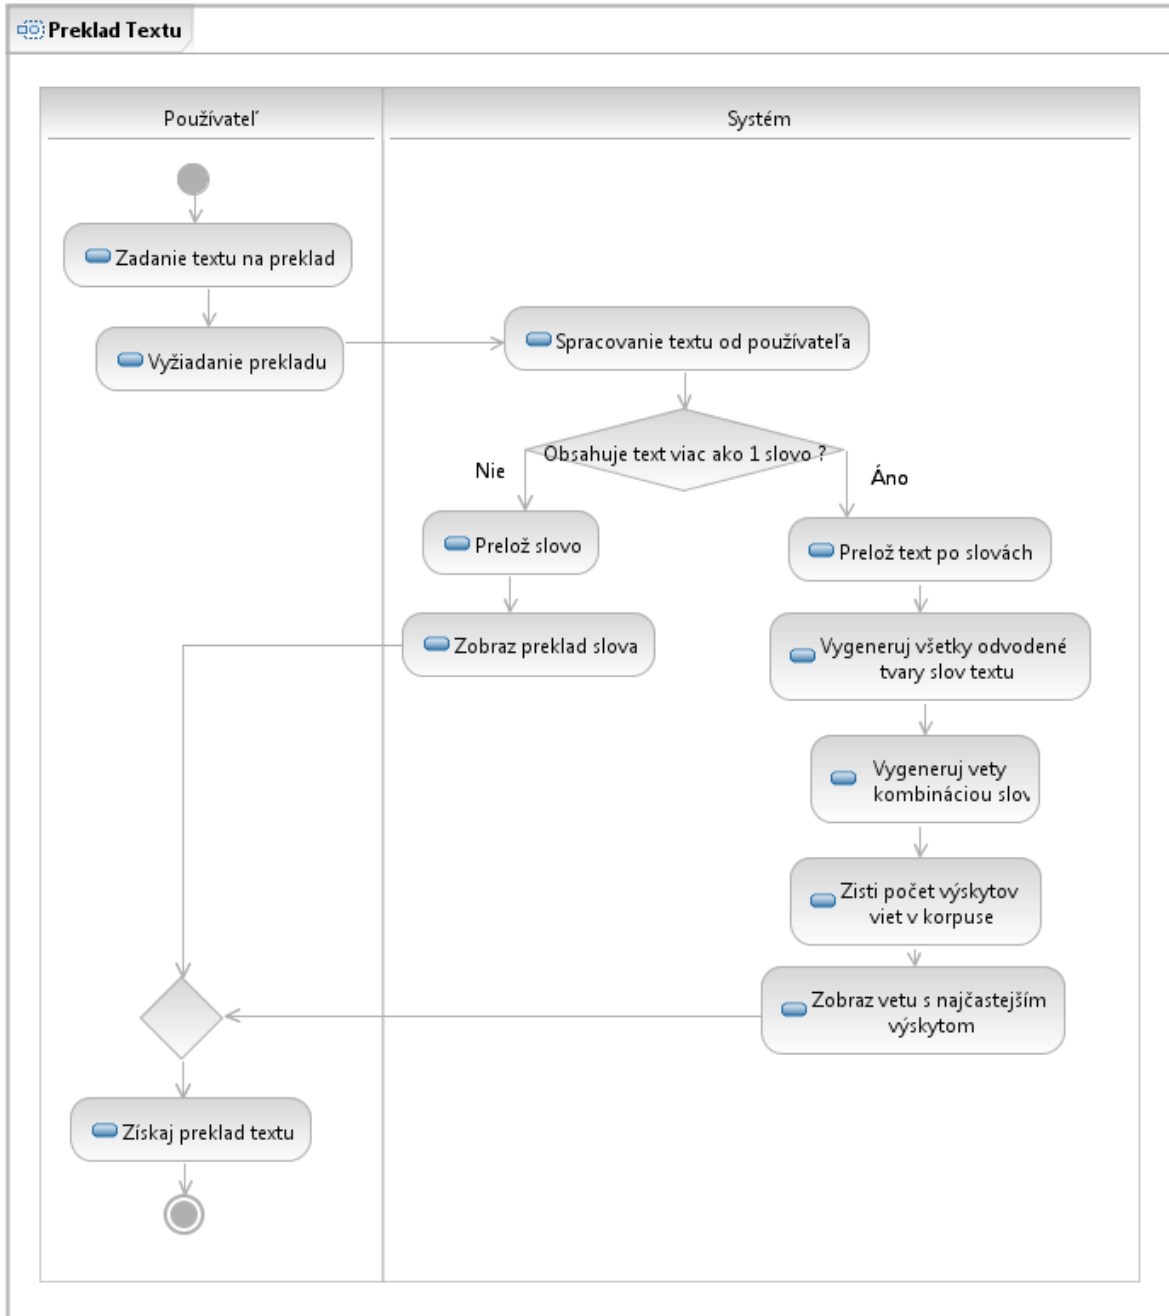 Preklad Textu
Používateľ
Systém
Zadanie textu na preklad
Vyžiadanie prekladu
Spracovanie textu od používateľa
Obsahuje text viac ako 1 slovo ?
Nie
Áno
Prelož slovo
Prelož text po slovách
Zobraz preklad slova
Vygeneruj všetky odvodené
tvary slov textu
Vygeneruj vety
kombináciou slov
Zisti počet výskytov
viet v korpuse
Zobraz vetu s najčastejším
výskytom
Získaj preklad textu